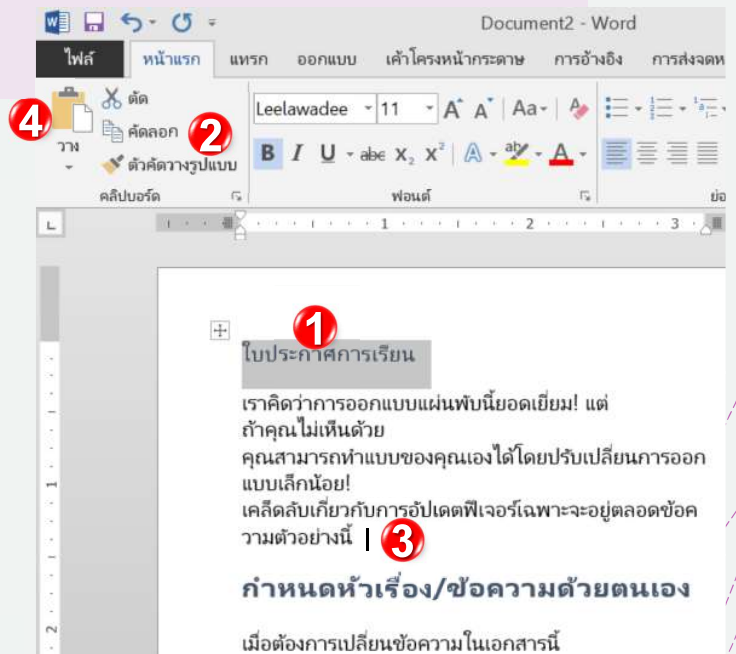 Document2 - Word
ไฟล์ หน้าแรก แทรก ออกแบบ เค้าโครงหน้ากระดาษ การอ้างอิง การส่งจดห
4 วาง
ตัด
คัดลอก 2
ตัวคัดวางรูปแบบ
Leelawadee 11 A A Aa
B I U abc X₂ X² A aby A
คลิปบอร์ด ฟอนต์ ย่อ
L 1 2 3
1
ใบประกาศการเรียน
เราคิดว่าการออกแบบแผ่นพับนี้ยอดเยี่ยม! แต่
ถ้าคุณไม่เห็นด้วย
คุณสามารถทำแบบของคุณเองได้โดยปรับเปลี่ยนการออก
แบบเล็กน้อย!
เคล็ดลับเกี่ยวกับการอัปเดตฟีเจอร์เฉพาะจะอยู่ตลอดข้อค
วามตัวอย่างนี้ 3
กำหนดหัวเรื่อง/ข้อความด้วยตนเอง
เมื่อต้องการเปลี่ยนข้อความในเอกสารนี้
1
2